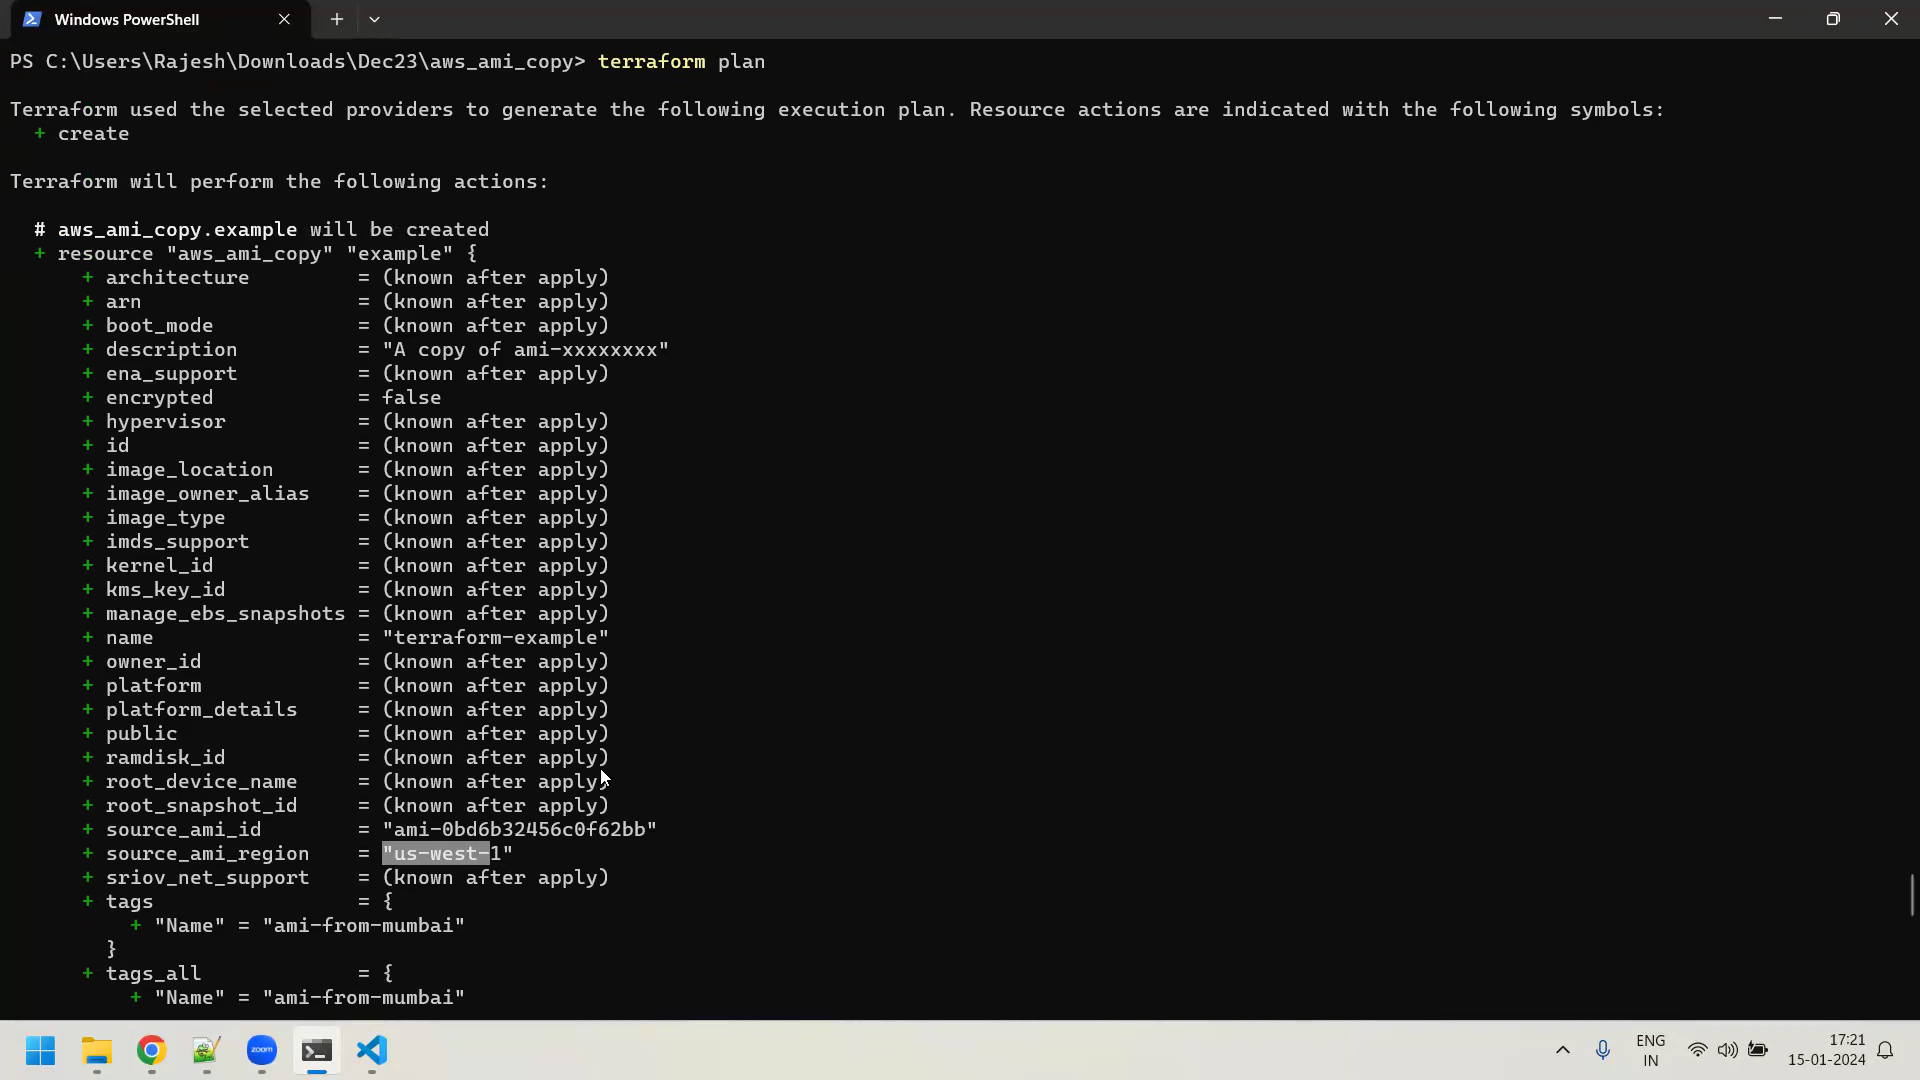 Windows PowerShell
PS C:\Users\Rajesh\Downloads\Dec23\aws_ami_copy> terraform plan
Terraform used the selected providers to generate the following execution plan. Resource actions are indicated with the following symbols:
+ create
Terraform will perform the following actions:
# aws_ami_copy.example will be created
+ resource "aws_ami_copy" "example" {
+ architecture = (known after apply)
+ arn = (known after apply)
+ boot_mode = (known after apply)
+ description = "A copy of ami-xxxxxxxx"
+ ena_support = (known after apply)
+ encrypted = false
+ hypervisor = (known after apply)
+ id = (known after apply)
+ image_location = (known after apply)
+ image_owner_alias = (known after apply)
+ image_type = (known after apply)
+ imds_support = (known after apply)
+ kernel_id = (known after apply)
+ kms_key_id = (known after apply)
+ manage_ebs_snapshots = (known after apply)
+ name = "terraform-example"
+ owner_id = (known after apply)
+ platform = (known after apply)
+ platform_details = (known after apply)
+ public = (known after apply)
+ ramdisk_id = (known after apply)
+ root_device_name = (known after apply)
+ root_snapshot_id = (known after apply)
+ source_ami_id = "ami-0bd6b32456c0f62bb"
+ source_ami_region = "us-west-1"
+ sriov_net_support = (known after apply)
+ tags = {
+ "Name" = "ami-from-mumbai"
}
+ tags_all = {
+ "Name" = "ami-from-mumbai"
zoom
ENG
IN
17:21
15-01-2024